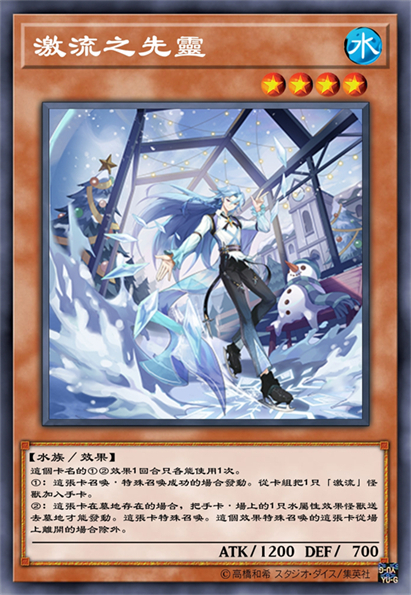 激流之先靈
水
【水族／效果】
這個卡名的①②效果1回合只各能使用1次。
①：這張卡召喚・特殊召喚成功的場合發動。從卡組把1只「激流」怪
獸加入手卡。
②：這張卡在墓地存在的場合，把手卡・場上的1只水屬性效果怪獸送
去墓地才能發動。這張卡特殊召喚。這個效果特殊召喚的這張卡從場
上離開的場合除外。
ATK/1200 DEF/ 700
©高橋和希 スタジオ・ダイス/集英社